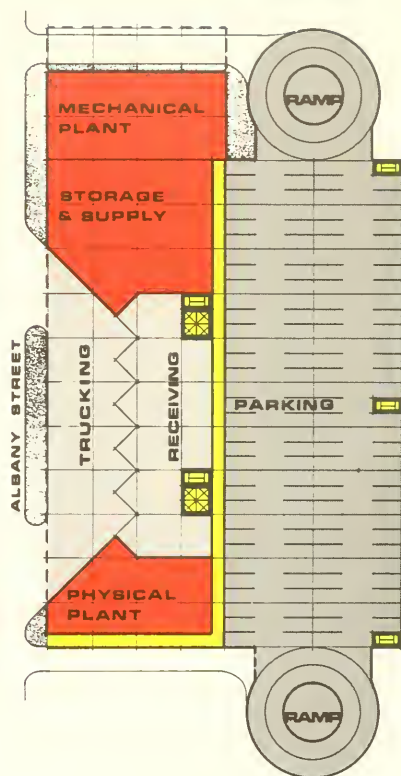 RAMP
MECHANICAL
PLANT
STORAGE
& SUPPLY
ALBANY STREET
TRUCKING
RECEIVING
PARKING
PHYSICAL
PLANT
RAMP